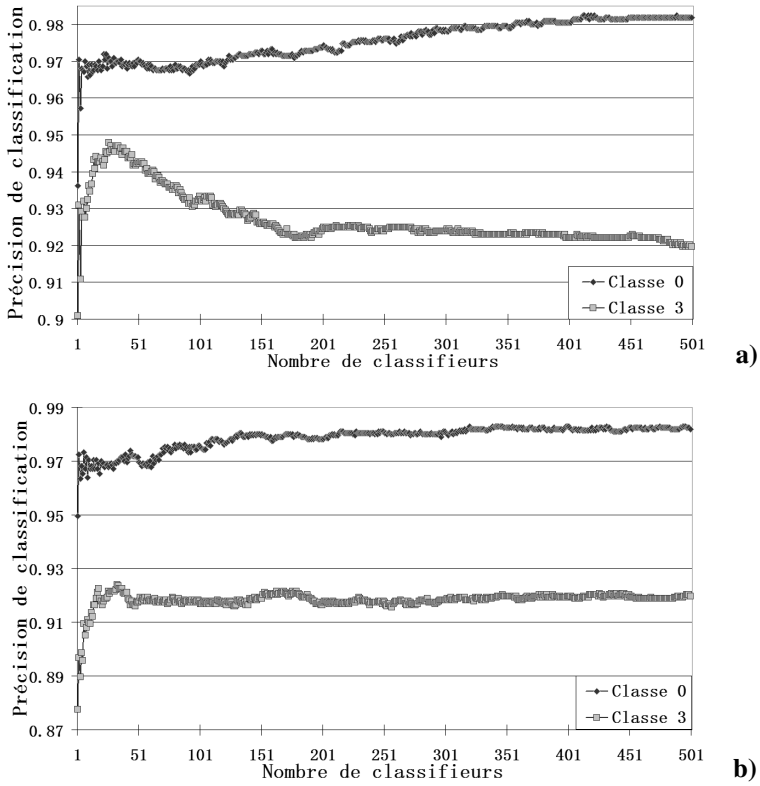 Précision de classification
0.98
0.97
0.96
0.95
0.94
0.93
0.92
0.91
0.9
Classe 0
Classe 3
1 51 101 151 201 251 301 351 401 451 501
Nombre de classifieurs
a)
Précision de classification
0.99
0.97
0.95
0.93
0.91
0.89
0.87
Classe 0
Classe 3
1 51 101 151 201 251 301 351 401 451 501
Nombre de classifieurs
b)